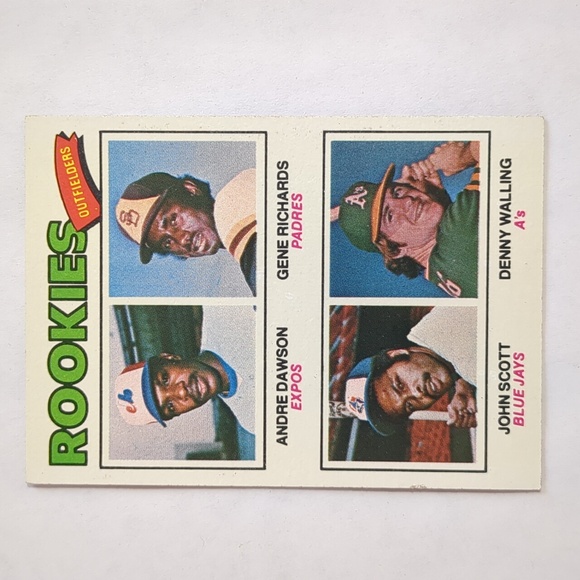 ROOKIES
OUTFIELDERS
ANDRE DAWSON
EXPOS
GENE RICHARDS
PADRES
JOHN SCOTT
BLUE JAYS
DENNY WALLING
A's